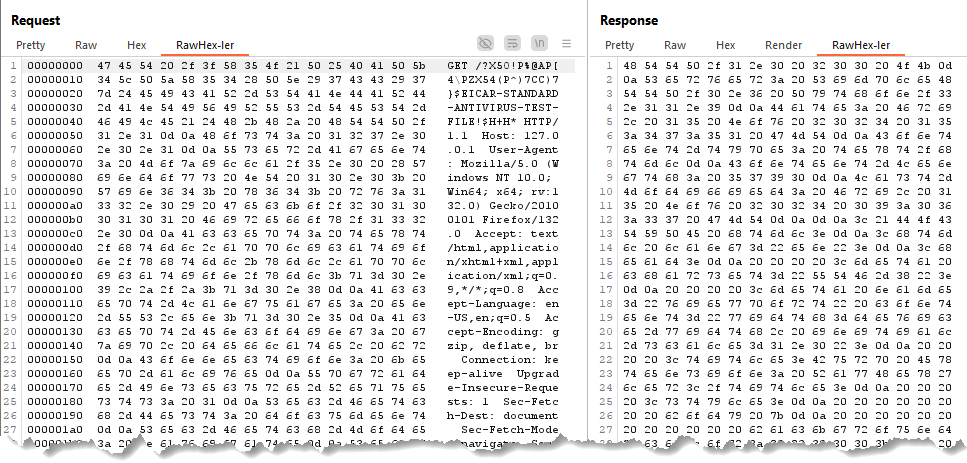 Request
Pretty Raw Hex RawHex-ler
\n
1 00000000 47 45 54 20 2f 3f 58 35 4f 21 50 25 40 41 50 5b GET /?X5O!P%@AP[
2 00000010 34 5c 50 5a 58 35 34 28 50 5e 29 37 43 43 29 37 4\PZX54(P^)7CC)7
3 00000020 7d 24 45 49 43 41 52 2d 53 54 41 4e 44 41 52 44 }$EICAR-STANDARD
4 00000030 2d 41 4e 54 49 56 49 52 55 53 2d 54 45 53 54 2d -ANTIVIRUS-TEST-
5 00000040 46 49 4c 45 21 24 48 2b 48 2a 20 48 54 54 50 2f FILE!$H+H* HTTP/
6 00000050 31 2e 31 0d 0a 48 6f 73 74 3a 20 31 32 37 2e 30 1.1 Host: 127.0
7 00000060 2e 30 2e 31 0d 0a 55 73 65 72 2d 41 67 65 6e 74 .0.1 User-Agent
8 00000070 3a 20 4d 6f 7a 69 6c 6c 61 2f 35 2e 30 20 28 57 : Mozilla/5.0 (W
9 00000080 69 6e 64 6f 77 73 20 4e 54 20 31 30 2e 30 3b 20 indows NT 10.0;
10 00000090 57 69 6e 36 34 3b 20 78 36 34 3b 20 72 76 3a 31 Win64; x64; rv:1
11 000000a0 33 32 2e 30 29 20 47 65 63 6b 6f 2f 32 30 31 30 32.0) Gecko/2010
12 000000b0 30 31 30 31 20 46 69 72 65 66 6f 78 2f 31 33 32 0101 Firefox/132
13 000000c0 2e 30 0d 0a 41 63 63 65 70 74 3a 20 74 65 78 74 .0 Accept: text
14 000000d0 2f 68 74 6d 6c 2c 61 70 70 6c 69 63 61 74 69 6f /html,applicatio
15 000000e0 6e 2f 78 68 74 6d 6c 2b 78 6d 6c 2c 61 70 70 6c n/xhtml+xml,appl
16 000000f0 69 63 61 74 69 6f 6e 2f 78 6d 6c 3b 71 3d 30 2e ication/xml;q=0.
17 00000100 39 2c 2a 2f 2a 3b 71 3d 30 2e 38 0d 0a 41 63 63 9,*/*;q=0.8 Acc
18 00000110 65 70 74 2d 4c 61 6e 67 75 61 67 65 3a 20 65 6e ept-Language: en
19 00000120 2d 55 53 2c 65 6e 3b 71 3d 30 2e 35 0d 0a 41 63 -US,en;q=0.5 Ac
20 00000130 63 65 70 74 2d 45 6e 63 6f 64 69 6e 67 3a 20 67 cept-Encoding: g
21 00000140 7a 69 70 2c 20 64 65 66 6c 61 74 65 2c 20 62 72 zip, deflate, br
22 00000150 0d 0a 43 6f 6e 6e 65 63 74 69 6f 6e 3a 20 6b 65 Connection: ke
23 00000160 65 70 2d 61 6c 69 76 65 0d 0a 55 70 67 72 61 64 ep-alive Upgrad
24 00000170 65 2d 49 6e 73 65 63 75 72 65 2d 52 65 71 75 65 e-Insecure-Reque
25 00000180 73 74 73 3a 20 31 0d 0a 53 65 63 2d 46 65 74 63 sts: 1 Sec-Fetc
26 00000190 68 2d 44 65 73 74 3a 20 64 6f 63 75 6d 65 6e 74 h-Dest: document
000001a0 0d 0a 53 65 63 2d 46 65 74 63 68 2d 4d 6f 64 65 Sec-Fetch-Mode
Response
Pretty Raw Hex Render RawHex-ler
1 48 54 54 50 2f 31 2e 30 20 32 30 30 20 4f 4b 0d
2 0a 53 65 72 76 65 72 3a 20 53 69 6d 70 6c 65 48
3 54 54 50 2f 30 2e 36 20 50 79 74 68 6f 6e 2f 33
4 2e 31 31 2e 39 0d 0a 44 61 74 65 3a 20 46 72 69
5 2c 20 31 35 20 4e 6f 76 20 32 30 32 34 20 31 35
6 3a 34 37 3a 35 31 20 47 4d 54 0d 0a 43 6f 6e 74
7 65 6e 74 2d 74 79 70 65 3a 20 74 65 78 74 2f 68
8 74 6d 6c 0d 0a 43 6f 6e 74 65 6e 74 2d 4c 65 6e
9 67 74 68 3a 20 35 37 39 30 0d 0a 4c 61 73 74 2d
10 4d 6f 64 69 66 69 65 64 3a 20 46 72 69 2c 20 31
11 35 20 4e 6f 76 20 32 30 32 34 20 30 39 3a 30 36
12 3a 33 37 20 47 4d 54 0d 0a 0d 0a 3c 21 44 4f 43
13 54 59 50 45 20 68 74 6d 6c 3e 0d 0a 3c 68 74 6d
14 6c 20 6c 61 6e 67 3d 22 65 6e 22 3e 0d 0a 3c 68
15 65 61 64 3e 0d 0a 20 20 20 20 3c 6d 65 74 61 20
16 63 68 61 72 73 65 74 3d 22 55 54 46 2d 38 22 3e
17 0d 0a 20 20 20 20 3c 6d 65 74 61 20 6e 61 6d 65
18 3d 22 76 69 65 77 70 6f 72 74 22 20 63 6f 6e 74
19 65 6e 74 3d 22 77 69 64 74 68 3d 64 65 76 69 63
20 65 2d 77 69 64 74 68 2c 20 69 6e 69 74 69 61 6c
21 2d 73 63 61 6c 65 3d 31 2e 30 22 3e 0d 0a 20 20
22 20 20 3c 74 69 74 6c 65 3e 42 75 72 70 20 45 78
23 74 65 6e 73 69 6f 6e 3a 20 52 61 77 20 48 65 78 27
24 6c 65 72 3c 2f 74 69 74 6c 65 3e 0d 0a 20 20 20
25 20 3c 73 74 79 6c 65 3e 0d 0a 20 20 20 20 20 20
26 20 20 62 6f 64 79 20 7b 0d 0a 20 20 20 20 20 20
27 20 20 20 20 20 20 62 61 63 6b 67 72 6f 75 6e 64